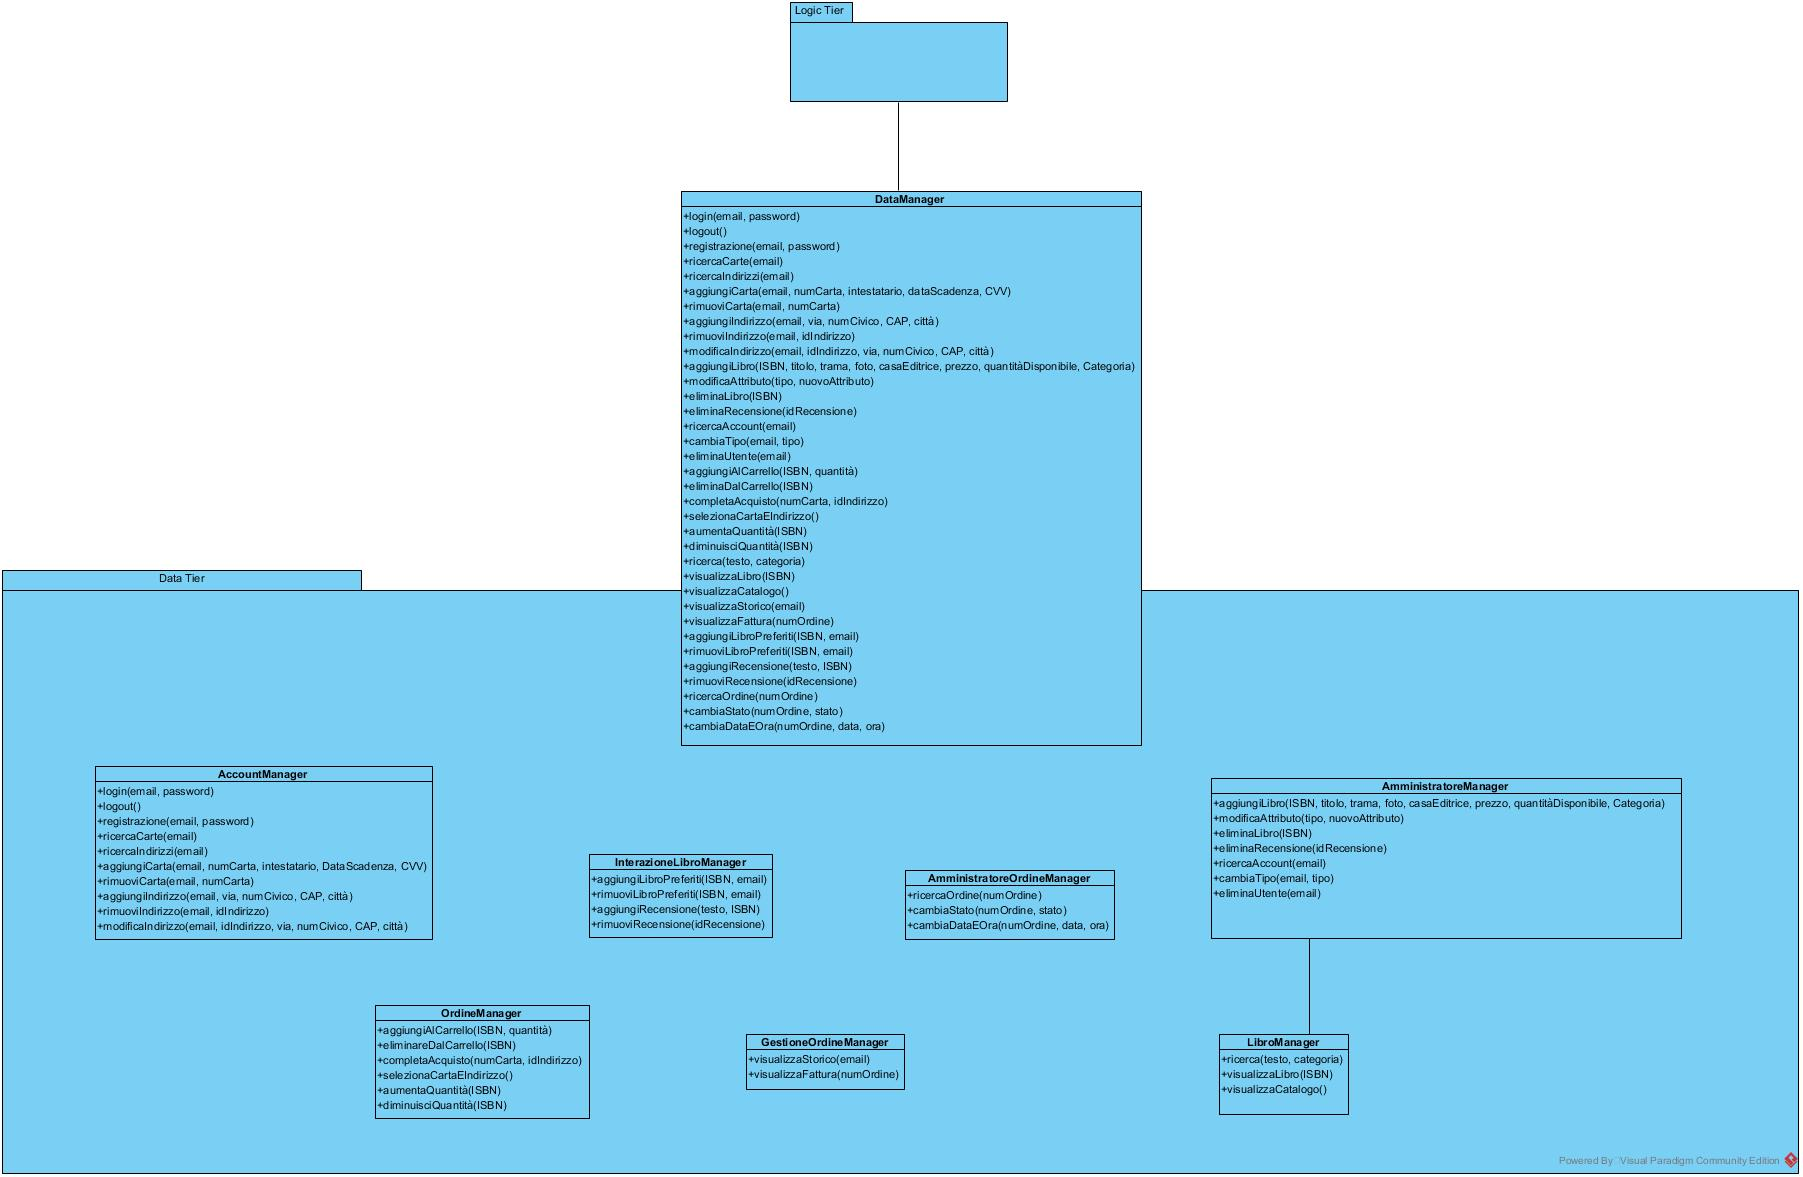 Logic Tier
DataManager
+login(email, password)
+logout()
+registrazione(email, password)
+ricercaCarte(email)
+ricercaIndirizzi(email)
+aggiungiCarta(email, numCarta, intestatario, dataScadenza, CVV)
+rimuoviCarta(email, numCarta)
+aggiungiIndirizzo(email, via, numCivico, CAP, città)
+rimuoviIndirizzo(email, idIndirizzo)
+modificaIndirizzo(email, idIndirizzo, via, numCivico, CAP, città)
+aggiungiLibro(ISBN, titolo, trama, foto, casaEditrice, prezzo, quantitàDisponibile, Categoria)
+modificaAttributo(tipo, nuovoAttributo)
+eliminaLibro(ISBN)
+eliminaRecensione(idRecensione)
+ricercaAccount(email)
+cambiaTipo(email, tipo)
+eliminaUtente(email)
+aggiungiAlCarrello(ISBN, quantità)
+eliminaDalCarrello(ISBN)
+completaAcquisto(numCarta, idIndirizzo)
+selezionaCartaEIndirizzo()
+aumentaQuantità(ISBN)
+diminuisciQuantità(ISBN)
+ricerca(testo, categoria)
+visualizzaLibro(ISBN)
+visualizzaCatalogo()
+visualizzaStorico(email)
+visualizzaFattura(numOrdine)
+aggiungiLibroPreferiti(ISBN, email)
+rimuoviLibroPreferiti(ISBN, email)
+aggiungiRecensione(testo, ISBN)
+rimuoviRecensione(idRecensione)
+ricercaOrdine(numOrdine)
+cambiaStato(numOrdine, stato)
+cambiaDataEOra(numOrdine, data, ora)
Data Tier
AccountManager
+login(email, password)
+logout()
+registrazione(email, password)
+ricercaCarte(email)
+ricercaIndirizzi(email)
+aggiungiCarta(email, numCarta, intestatario, DataScadenza, CVV)
+rimuoviCarta(email, numCarta)
+aggiungiIndirizzo(email, via, numCivico, CAP, città)
+rimuoviIndirizzo(email, idIndirizzo)
+modificaIndirizzo(email, idIndirizzo, via, numCivico, CAP, città)
InterazioneLibroManager
+aggiungiLibroPreferiti(ISBN, email)
+rimuoviLibroPreferiti(ISBN, email)
+aggiungiRecensione(testo, ISBN)
+rimuoviRecensione(idRecensione)
AmministratoreOrdineManager
+ricercaOrdine(numOrdine)
+cambiaStato(numOrdine, stato)
+cambiaDataEOra(numOrdine, data, ora)
AmministratoreManager
+aggiungiLibro(ISBN, titolo, trama, foto, casaEditrice, prezzo, quantitàDisponibile, Categoria)
+modificaAttributo(tipo, nuovoAttributo)
+eliminaLibro(ISBN)
+eliminaRecensione(idRecensione)
+ricercaAccount(email)
+cambiaTipo(email, tipo)
+eliminaUtente(email)
OrdineManager
+aggiungiAlCarrello(ISBN, quantità)
+eliminareDalCarrello(ISBN)
+completaAcquisto(numCarta, idIndirizzo)
+selezionaCartaEIndirizzo()
+aumentaQuantità(ISBN)
+diminuisciQuantità(ISBN)
GestioneOrdineManager
+visualizzaStorico(email)
+visualizzaFattura(numOrdine)
LibroManager
+ricerca(testo, categoria)
+visualizzaLibro(ISBN)
+visualizzaCatalogo()
Powered By Visual Paradigm Community Edition